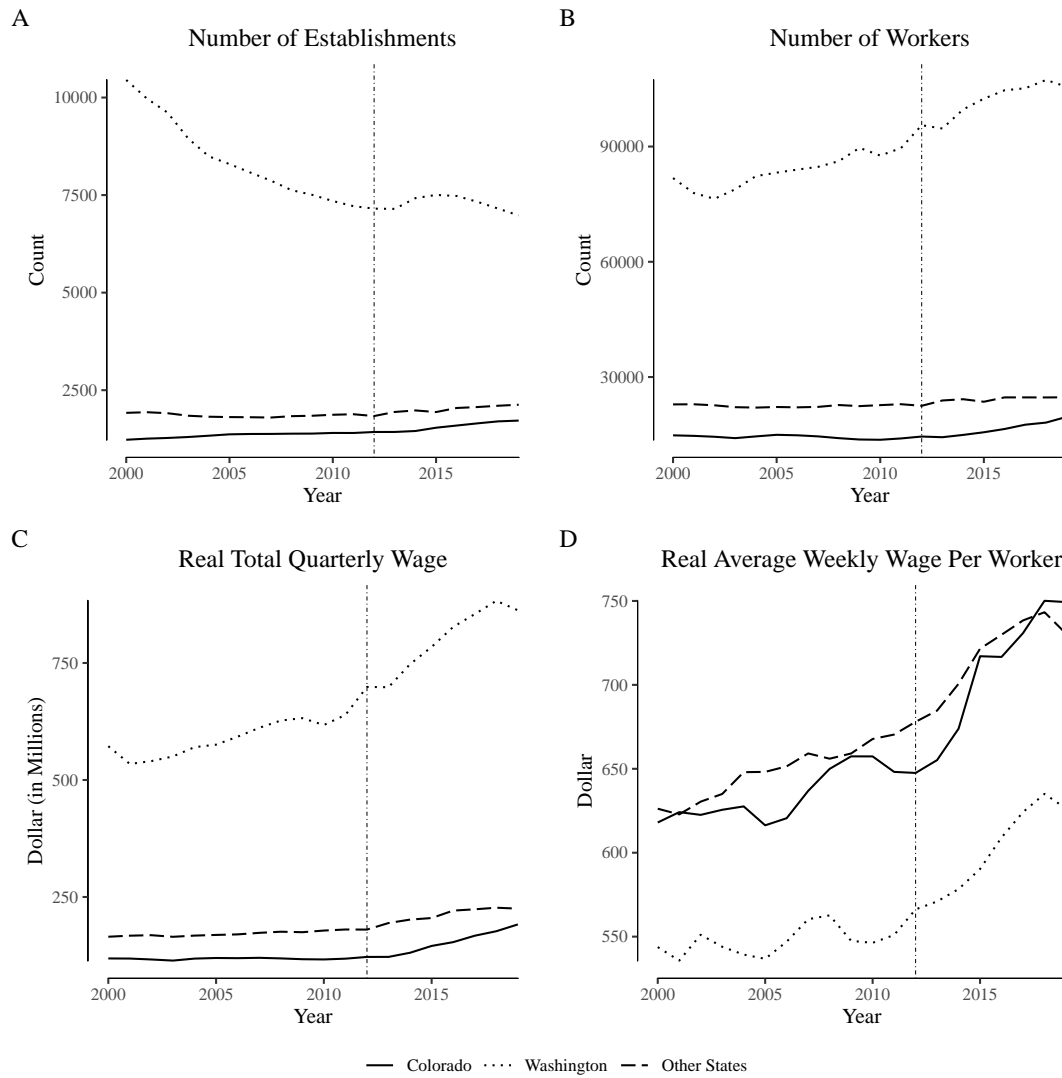 A
Number of Establishments
10000
7500
5000
2500
Count
2000 2005 2010 2015
Year
B
Number of Workers
90000
60000
30000
Count
2000 2005 2010 2015
Year
C
Real Total Quarterly Wage
750
500
250
Dollar (in Millions)
2000 2005 2010 2015
Year
D
Real Average Weekly Wage Per Worker
750
700
650
600
550
Dollar
2000 2005 2010 2015
Year
Colorado Washington Other States